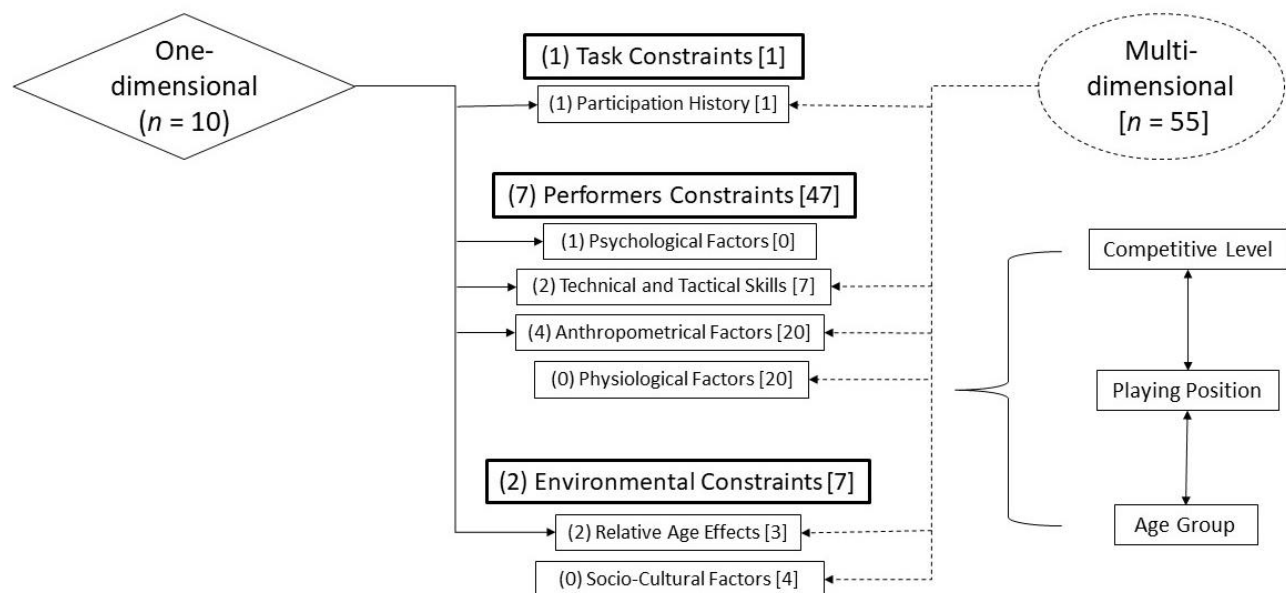 One-
dimensional
(n = 10)
(1) Task Constraints [1]
(1) Participation History [1]
Multi-
dimensional
[n = 55]
(7) Performers Constraints [47]
(1) Psychological Factors [0]
(2) Technical and Tactical Skills [7]
(4) Anthropometrical Factors [20]
(0) Physiological Factors [20]
(2) Environmental Constraints [7]
(2) Relative Age Effects [3]
(0) Socio-Cultural Factors [4]
Competitive Level
Playing Position
Age Group